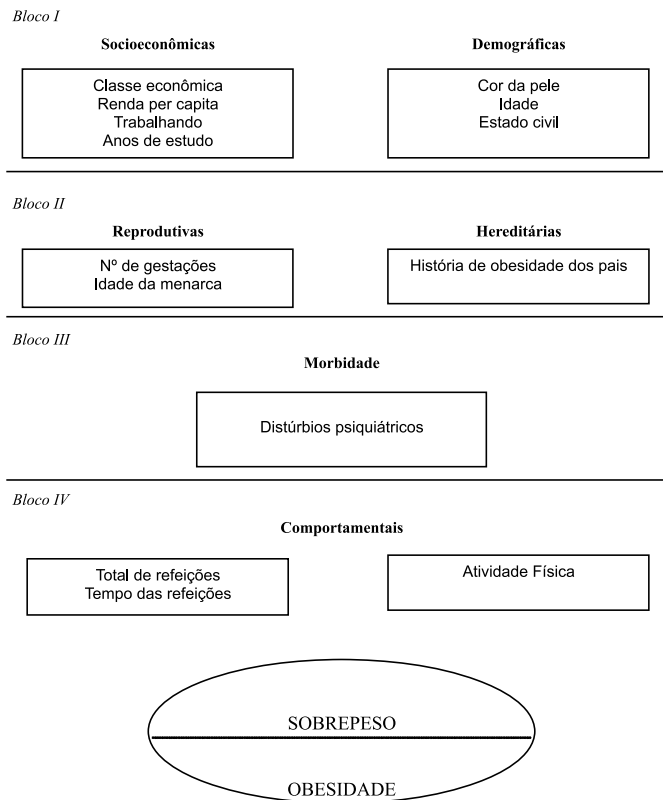 Bloco I
Socioeconômicas
Demográficas
Classe econômica
Renda per capita
Trabalhando
Anos de estudo
Cor da pele
Idade
Estado civil
Bloco II
Reprodutivas
Hereditárias
Nº de gestações
Idade da menarca
História de obesidade dos pais
Bloco III
Morbidade
Distúrbios psiquiátricos
Bloco IV
Comportamentais
Total de refeições
Tempo das refeições
Atividade Física
SOBREPESO
OBESIDADE